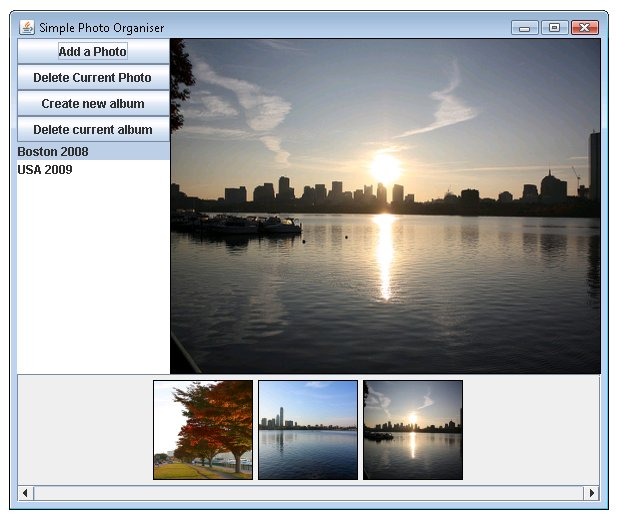 Simple Photo Organiser
Add a Photo
Delete Current Photo
Create new album
Delete current album
Boston 2008
USA 2009